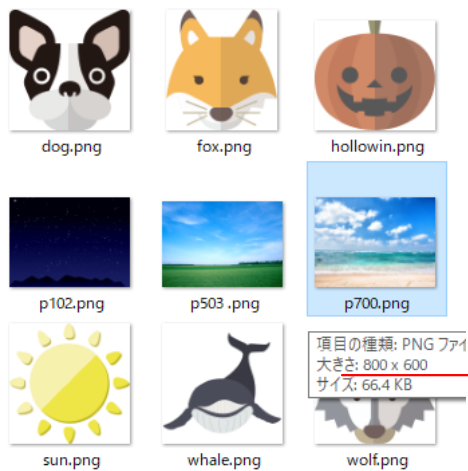 dog.png
fox.png
hollowin.png
p102.png
p503 .png
p700.png
項目の種類: PNG ファイ
大きさ: 800 x 600
サイズ: 66.4 KB
sun.png
whale.png
wolf.png